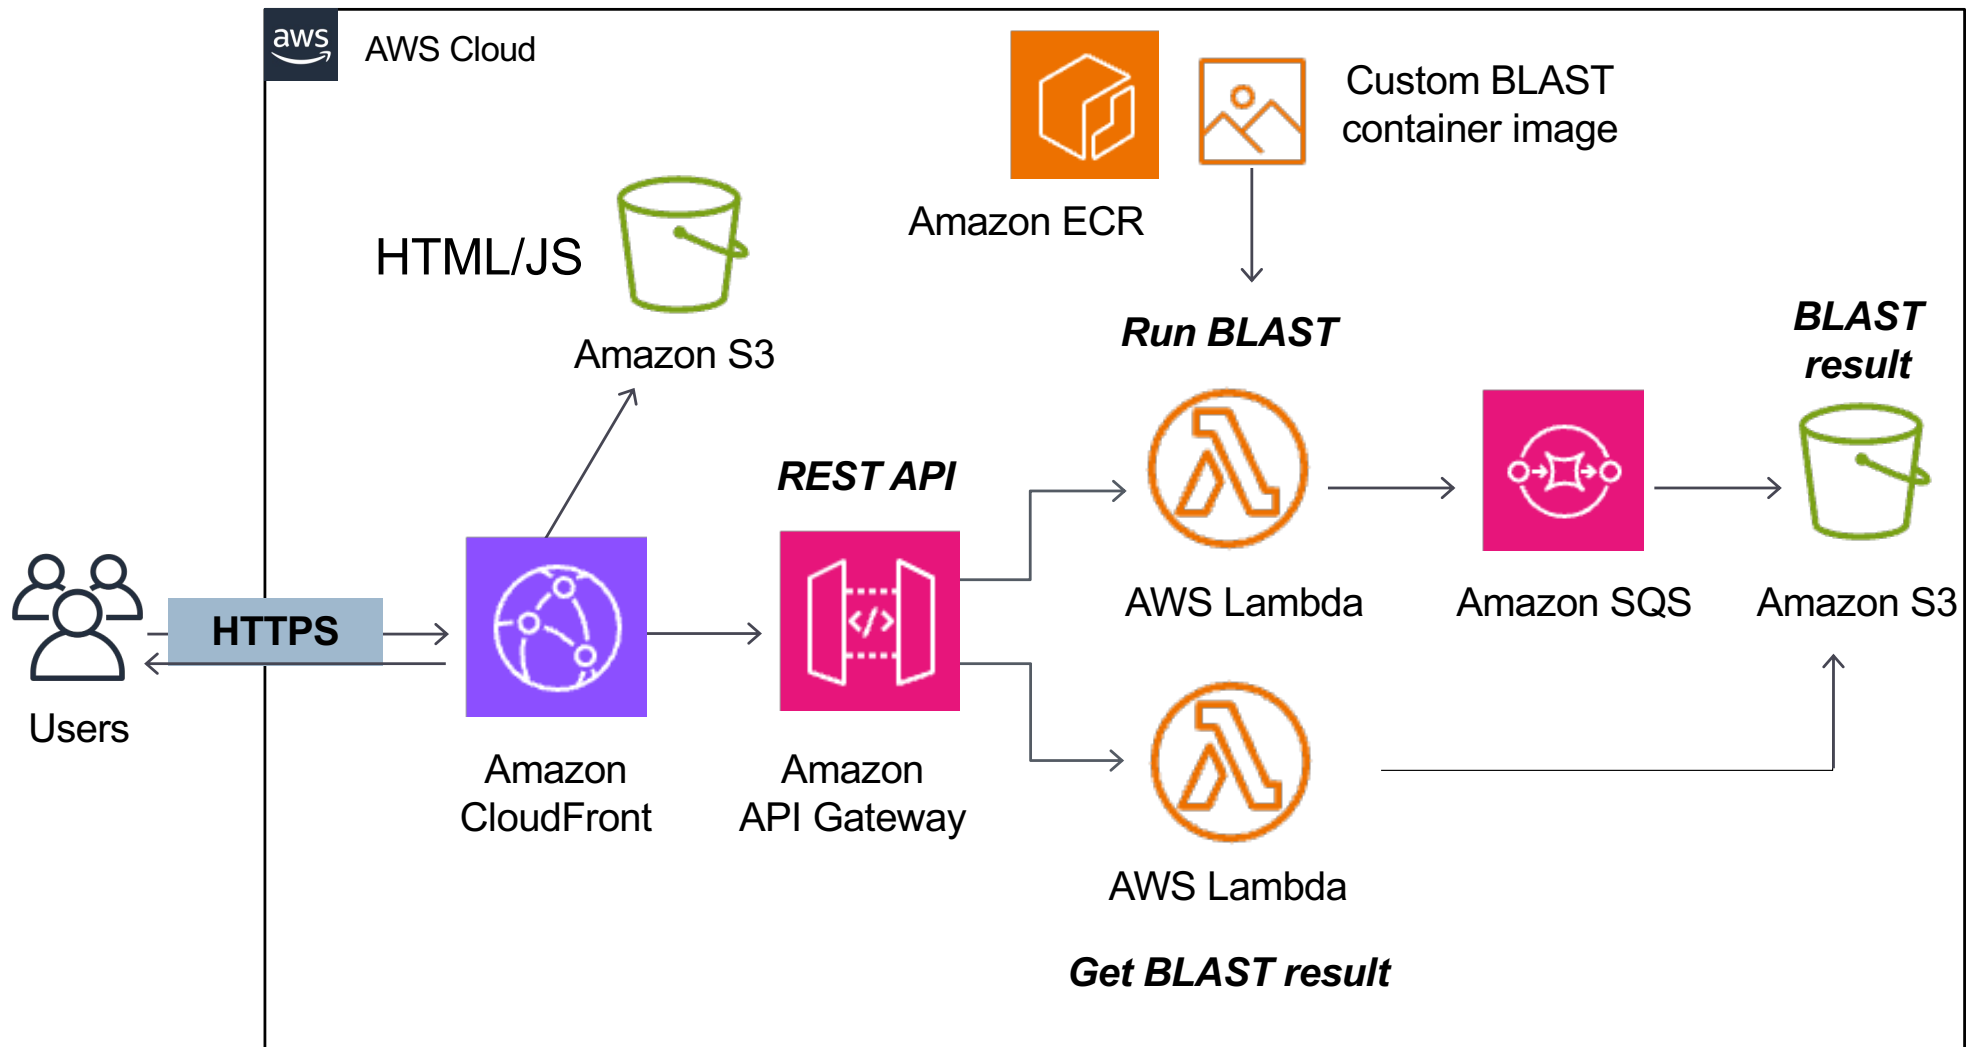 aws
AWS Cloud
Custom BLAST
container image
Amazon ECR
HTML/JS
Amazon S3
Run BLAST
BLAST
result
REST API
</>
HTTPS
Users
AWS Lambda
Amazon SQS
Amazon S3
Amazon
CloudFront
Amazon
API Gateway
AWS Lambda
Get BLAST result